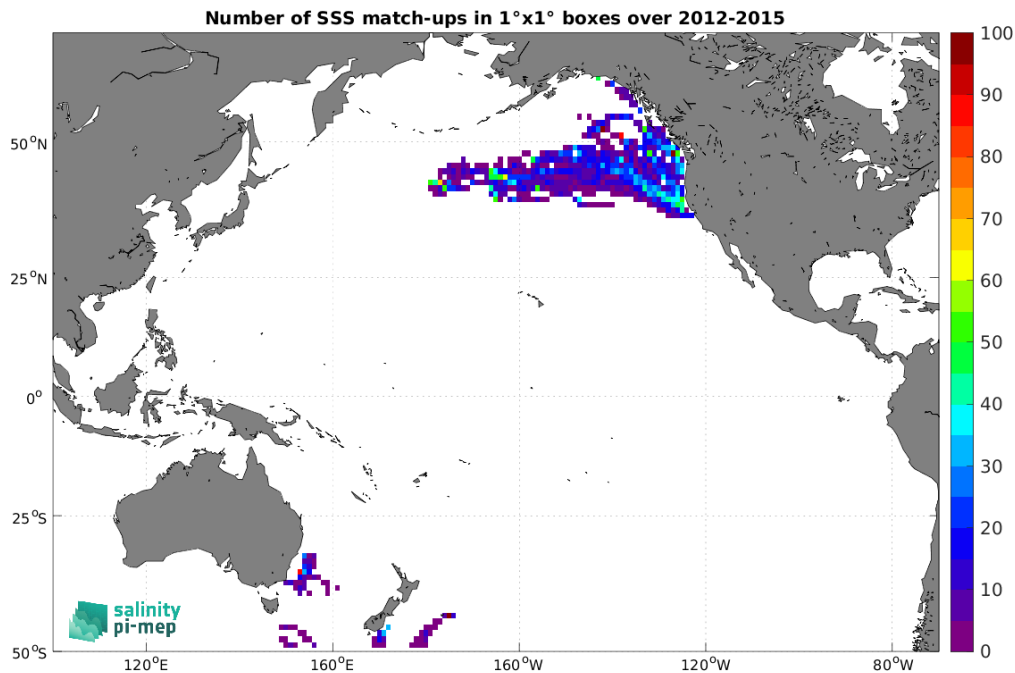 Number of SSS match-ups in 1°x1° boxes over 2012-2015
100
90
80
70
60
50
40
30
20
10
0
50°N
25°N
0°
25°S
50°S
120°E
160°E
160°W
120°W
80°W
salinity
pi-mep